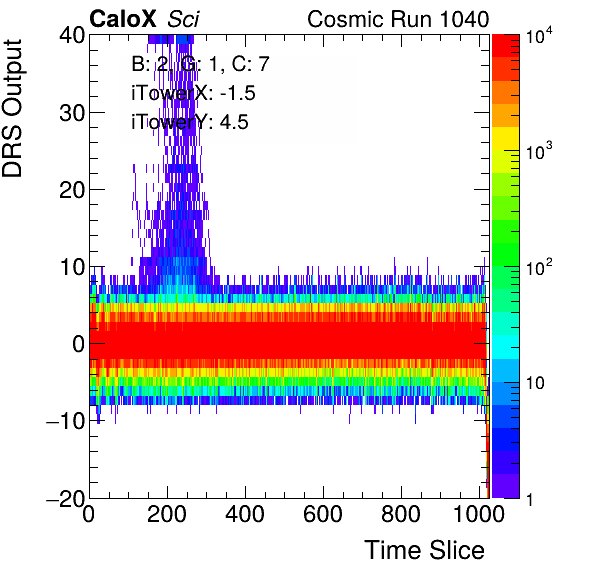 CaloX Sci
Cosmic Run 1040
DRS Output
B: 2, G: 1, C: 7
iTowerX: -1.5
iTowerY: 4.5
40
30
20
10
0
−10
−20
0 200 400 600 800 1000
Time Slice
10⁴
10³
10²
10
1